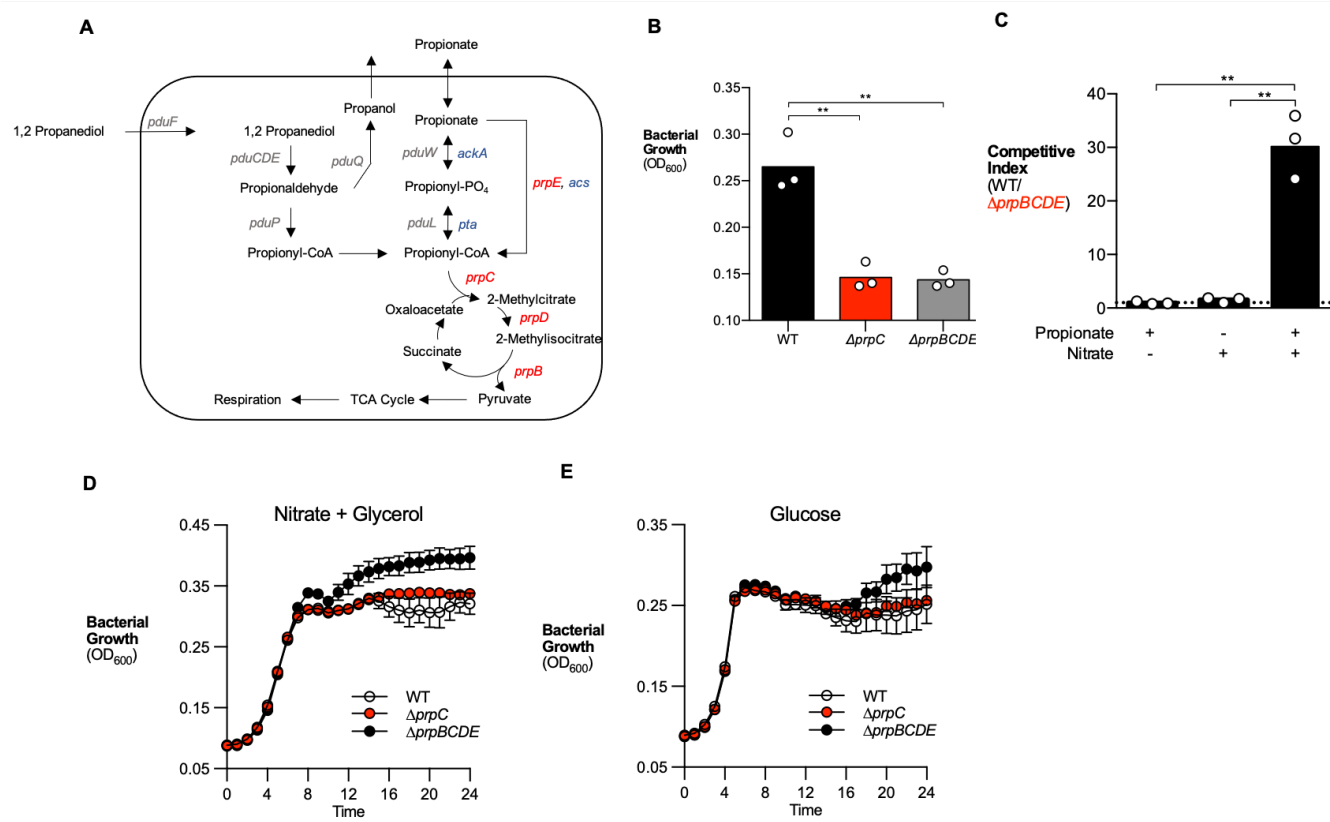 A
Propionate
1,2 Propanediol
pduF
Propanol
1,2 Propanediol
Propionate
pduCDE
pduQ
pduW
ackA
Propionaldehyde
Propionyl-PO4
prpE, acs
pduP
pduL
pta
Propionyl-CoA
Propionyl-CoA
prpC
Oxaloacetate
2-Methylcitrate
prpD
2-Methylisocitrate
Succinate
prpB
Respiration
TCA Cycle
Pyruvate
B
Bacterial
Growth
(OD600)
0.35
0.30
0.25
0.20
0.15
0.10
**
**
WT
ΔprpC
ΔprpBCDE
C
Competitive
Index
(WT/
ΔprpBCDE)
40
30
20
10
0
**
**
Propionate + - +
Nitrate - + +
D
Nitrate + Glycerol
Bacterial
Growth
(OD600)
0.45
0.35
0.25
0.15
0.05
WT
ΔprpC
ΔprpBCDE
0 4 8 12 16 20 24
Time
E
Glucose
Bacterial
Growth
(OD600)
0.35
0.25
0.15
0.05
WT
ΔprpC
ΔprpBCDE
0 4 8 12 16 20 24
Time